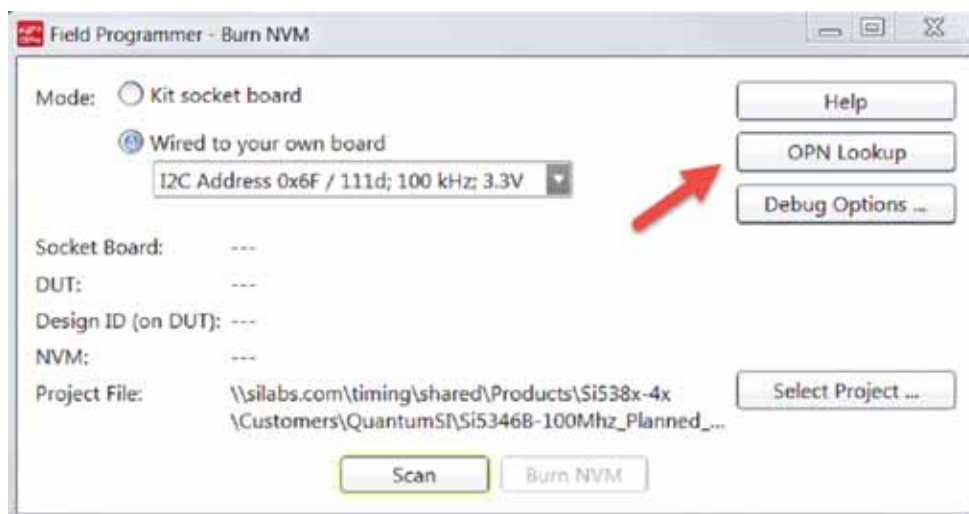 Field Programmer - Burn NVM
Mode: Kit socket board
Wired to your own board
I2C Address 0x6F / 111d; 100 kHz; 3.3V
Help
OPN Lookup
Debug Options ...
Socket Board: ---
DUT: ---
Design ID (on DUT): ---
NVM: ---
Project File: \\silabs.com\timing\shared\Products\Si538x-4x
\Customers\QuantumSI\Si5346B-100Mhz_Planned_...
Select Project ...
Scan
Burn NVM